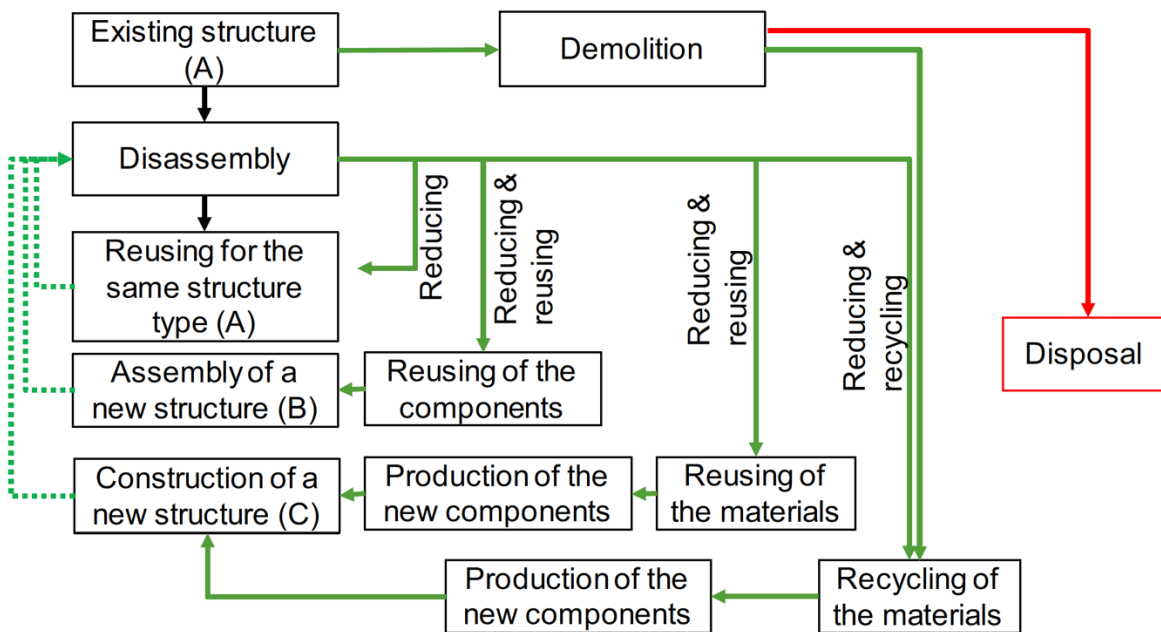 Existing structure
(A)
Demolition
Disassembly
Reducing
Reducing &
reusing
Reducing &
reusing
Reducing &
recycling
Reusing for the
same structure
type (A)
Disposal
Assembly of a
new structure (B)
Reusing of the
components
Construction of a
new structure (C)
Production of the
new components
Reusing of
the materials
Production of the
new components
Recycling of
the materials